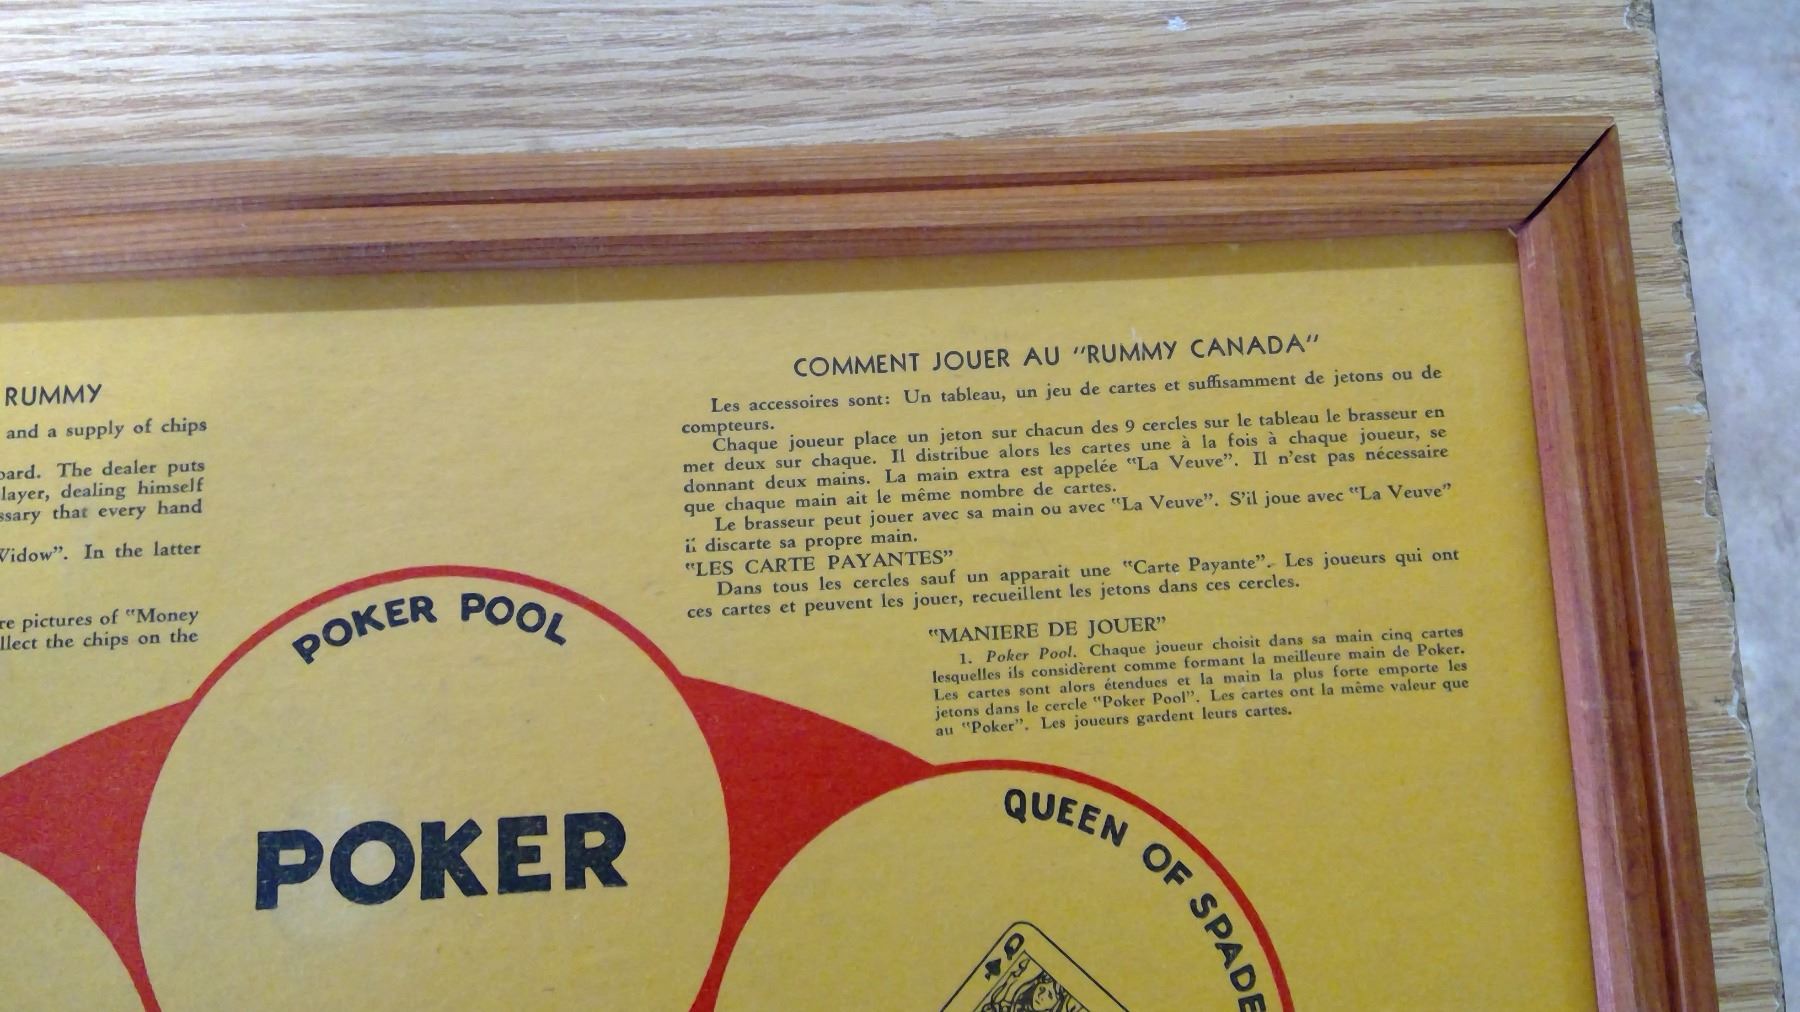 RUMMY
and a supply of chips
The dealer puts
dealing himself
that every hand
In the latter
pictures of "Money
the chips on the
COMMENT JOUER AU "RUMMY CANADA"
Les accessoires sont: Un tableau, un jeu de cartes et suffisamment de jetons ou de
compteurs.
Chaque joueur place un jeton sur chacun des 9 cercles sur le tableau le brasseur en
met deux sur chaque. Il distribue alors les cartes une à la fois à chaque joueur, se
donnant deux mains. La main extra est appelée "La Veuve". Il n'est pas nécessaire
que chaque main ait le même nombre de cartes.
Le brasseur peut jouer avec sa main ou avec "La Veuve". S'il joue avec "La Veuve"
il discarte sa propre main.
"LES CARTE PAYANTES"
Dans tous les cercles sauf un apparait une "Carte Payante". Les joueurs qui ont
ces cartes et peuvent les jouer, recueillent les jetons dans ces cercles.
"MANIERE DE JOUER"
1. Poker Pool. Chaque joueur choisit dans sa main cinq cartes
lesquelles ils considèrent comme formant la meilleure main de Poker.
Les cartes sont alors étendues et la main la plus forte emporte les
jetons dans le cercle "Poker Pool". Les cartes ont la même valeur que
au "Poker". Les joueurs gardent leurs cartes.
POKER POOL
POKER
QUEEN OF SPADE
Q